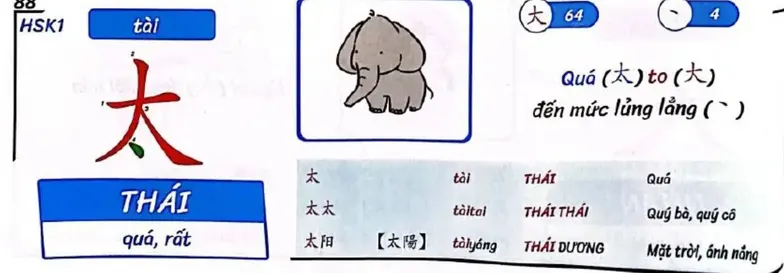 88
HSK1
tài
太
THÁI
quá, rất
大 64
丶 4
Quá (太) to (大)
đến mức lủng lẳng (丶)
太 tài THÁI Quá
太太 tàitai THÁI THÁI Quý bà, quý cô
太阳 【太陽】 tàiyáng THÁI DƯƠNG Mặt trời, ánh nắng